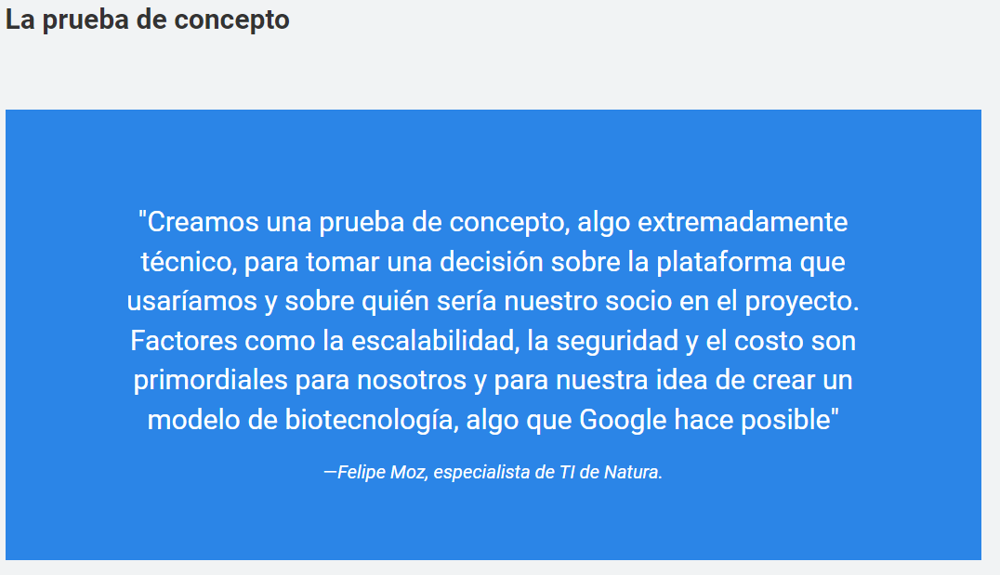 La prueba de concepto
"Creamos una prueba de concepto, algo extremadamente
técnico, para tomar una decisión sobre la plataforma que
usaríamos y sobre quién sería nuestro socio en el proyecto.
Factores como la escalabilidad, la seguridad y el costo son
primordiales para nosotros y para nuestra idea de crear un
modelo de biotecnología, algo que Google hace posible"
—Felipe Moz, especialista de TI de Natura.